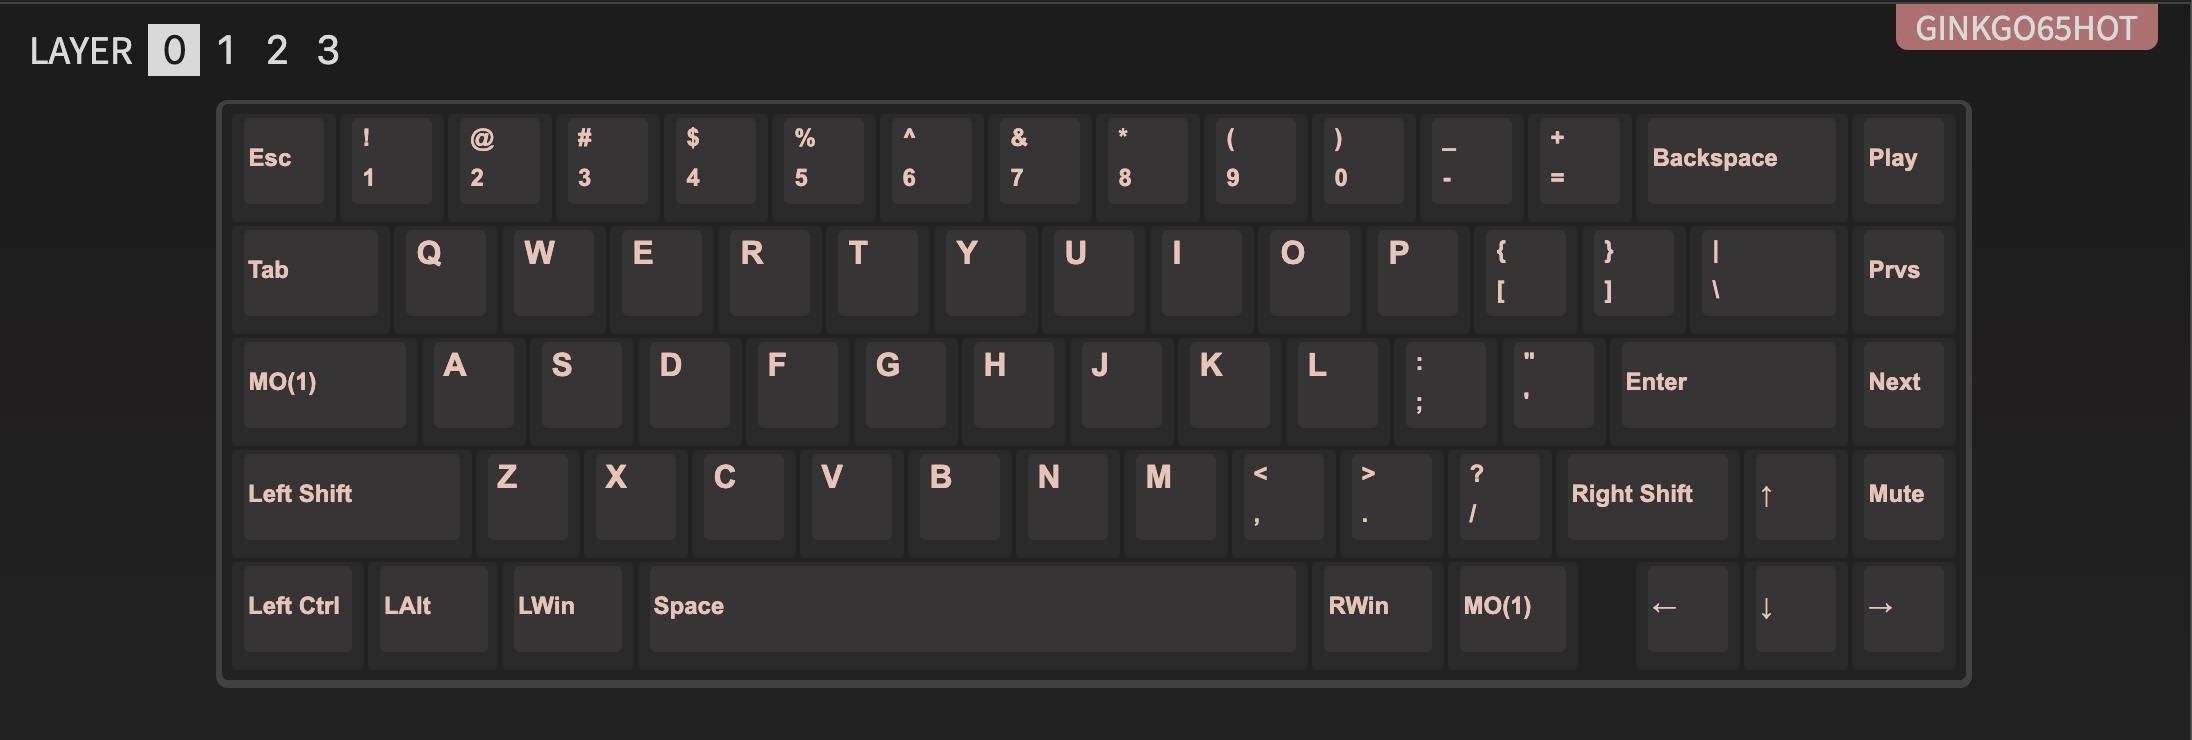 LAYER 0 1 2 3
GINKGO65HOT
Esc ! 1 @ 2 # 3 $ 4 % 5 ^ 6 & 7 * 8 ( 9 ) 0 _ - + = Backspace Play
Tab Q W E R T Y U I O P { [ } ] | \ Prvs
MO(1) A S D F G H J K L : ; " ' Enter Next
Left Shift Z X C V B N M < , > . ? / Right Shift ↑ Mute
Left Ctrl LAlt LWin Space RWin MO(1) ← ↓ →